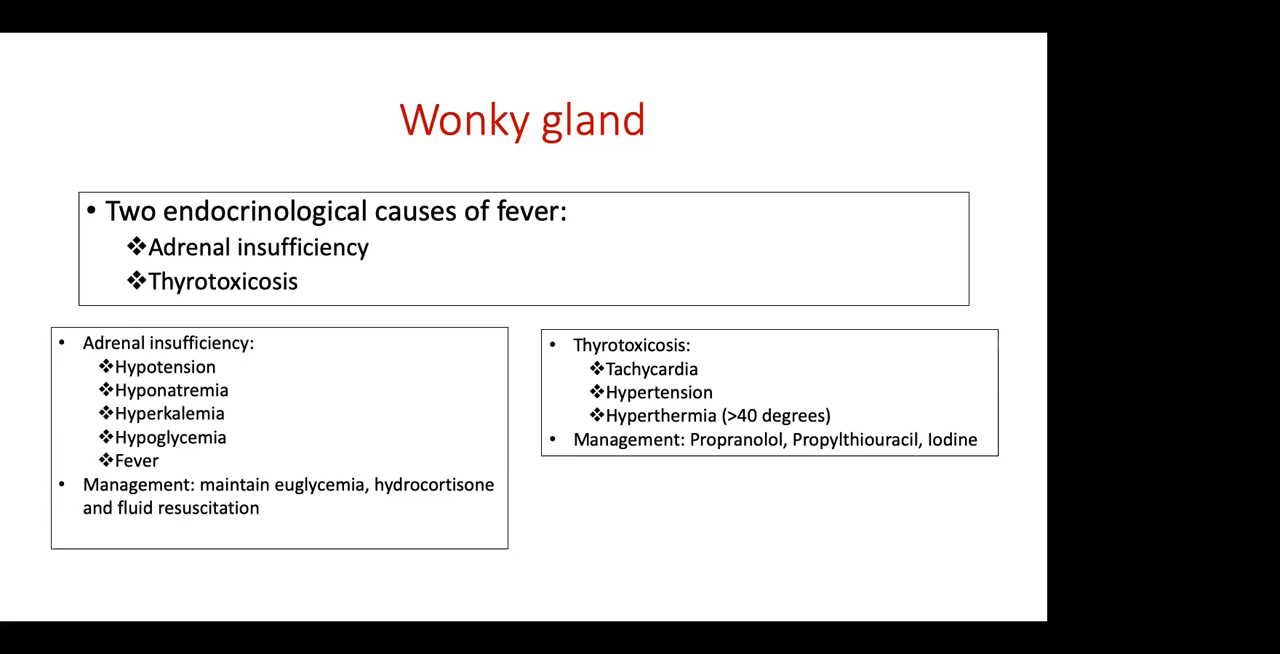 Wonky gland
• Two endocrinological causes of fever:
❖Adrenal insufficiency
❖Thyrotoxicosis
• Adrenal insufficiency:
❖Hypotension
❖Hyponatremia
❖Hyperkalemia
❖Hypoglycemia
❖Fever
• Management: maintain euglycemia, hydrocortisone
and fluid resuscitation
• Thyrotoxicosis:
❖Tachycardia
❖Hypertension
❖Hyperthermia (>40 degrees)
• Management: Propranolol, Propylthiouracil, Iodine